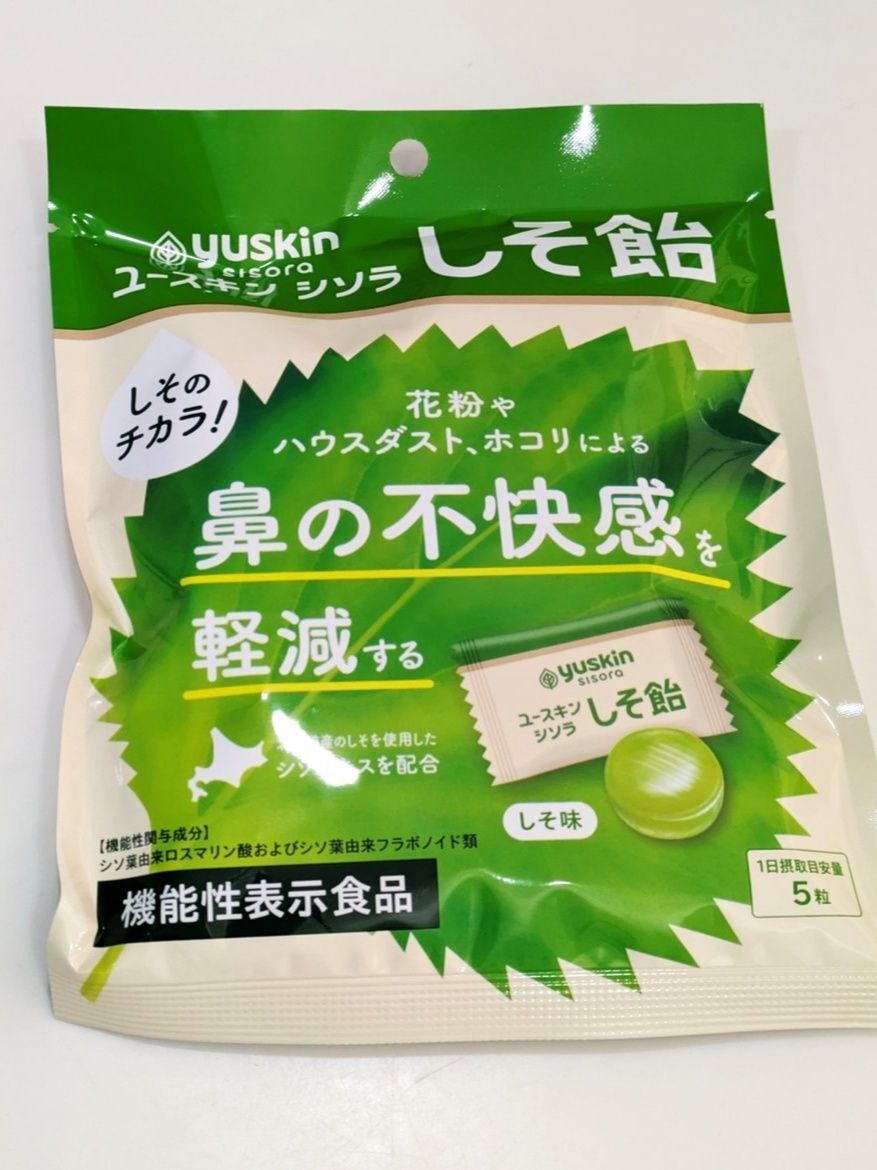 yuskin
sisora
ユースキン シソラ
しそ飴
しその
チカラ!
花粉や
ハウスダスト、ホコリによる
鼻の不快感を
軽減する
yuskin
sisora
ユースキン
シソラ
しそ飴
産のしそを使用した
スを配合
しそ味
【機能性関与成分】
シソ葉由来ロスマリン酸およびシソ葉由来フラボノイド類
機能性表示食品
1日摂取目安量
5粒